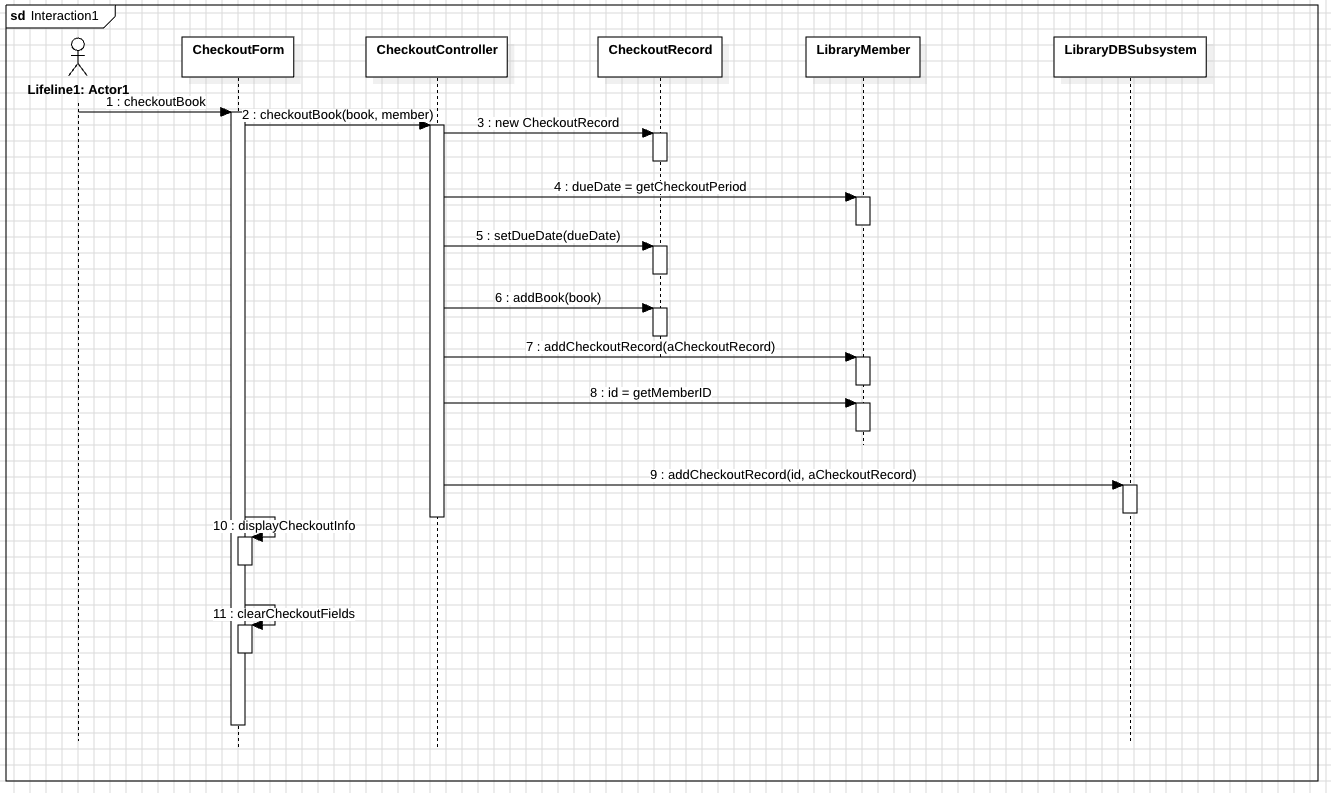 sd Interaction1
CheckoutForm
CheckoutController
CheckoutRecord
LibraryMember
LibraryDBSubsystem
Lifeline1: Actor1
1 : checkoutBook
2 : checkoutBook(book, member)
3 : new CheckoutRecord
4 : dueDate = getCheckoutPeriod
5 : setDueDate(dueDate)
6 : addBook(book)
7 : addCheckoutRecord(aCheckoutRecord)
8 : id = getMemberID
9 : addCheckoutRecord(id, aCheckoutRecord)
10 : displayCheckoutInfo
11 : clearCheckoutFields